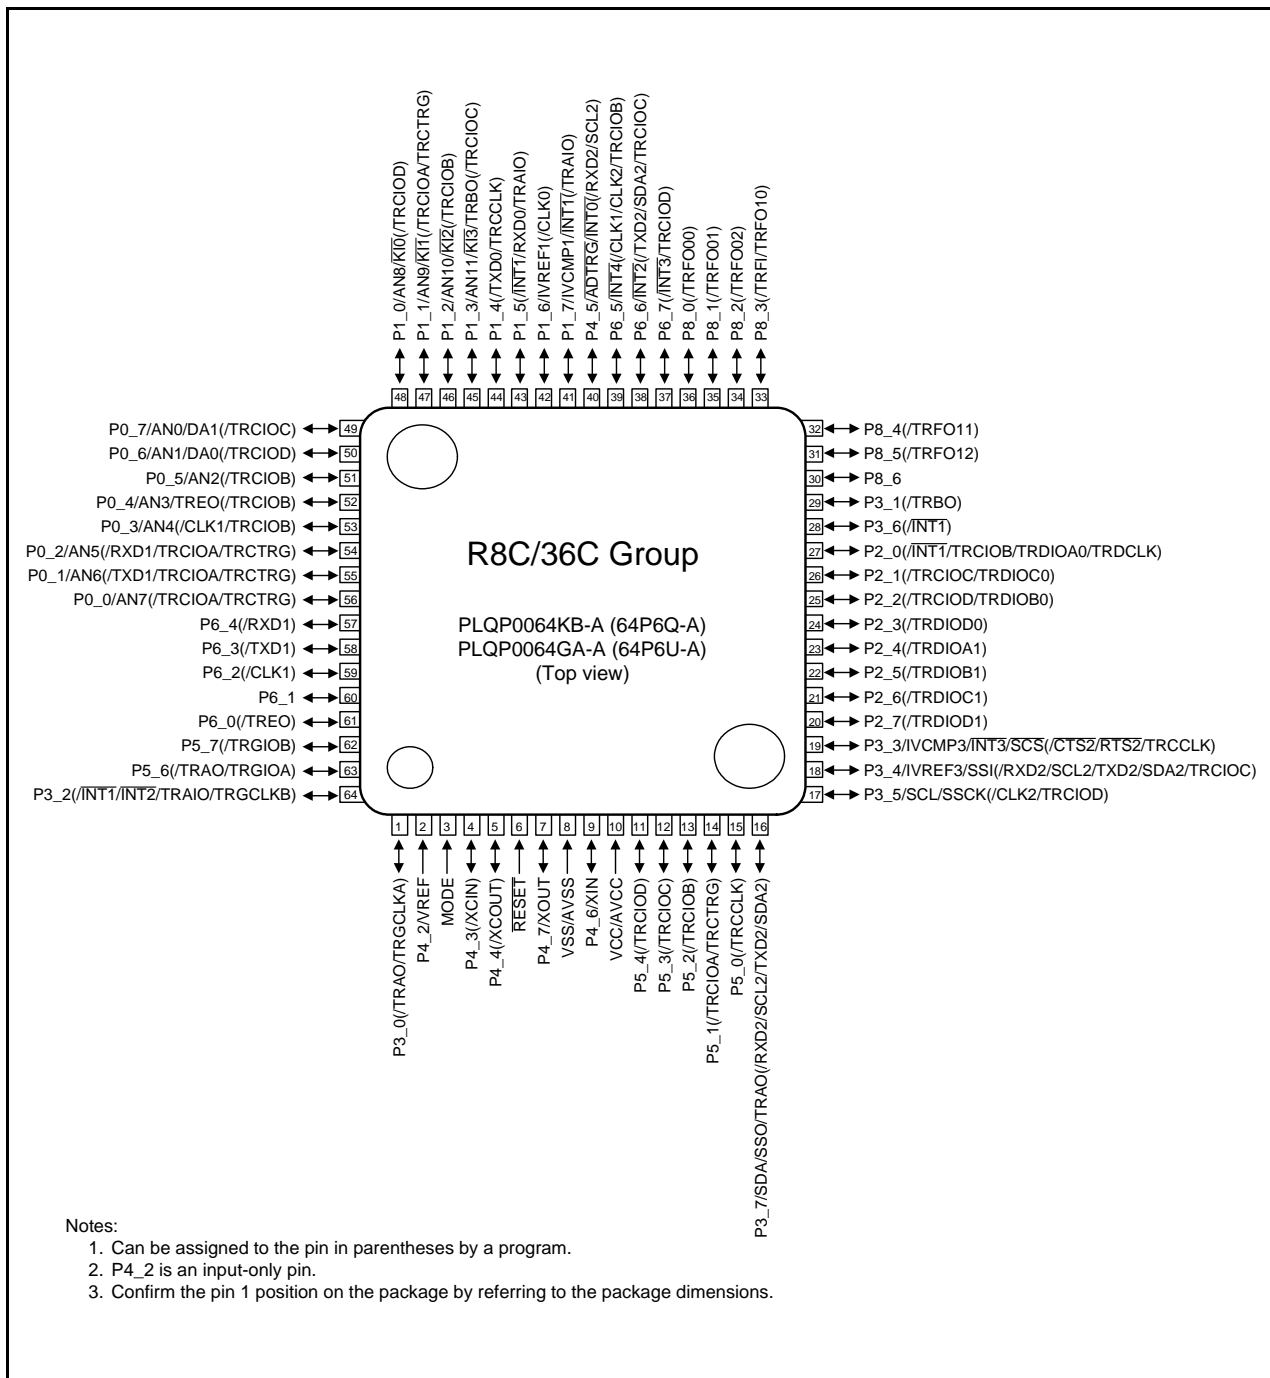 P1_0/AN8/KI0(/TRCIOD)
P1_1/AN9/KI1(/TRCIOA/TRCTRG)
P1_2/AN10/KI2(/TRCIOB)
P1_3/AN11/KI3/TRBO(/TRCIOC)
P1_4(/TXD0/TRCCLK)
P1_5(/INT1/RXD0/TRAIO)
P1_6/IVREF1(/CLK0)
P1_7/IVCMP1/INT1(/TRAIO)
P4_5/ADTRG/INT0(/RXD2/SCL2)
P6_5/INT4(/CLK1/CLK2/TRCIOB)
P6_6/INT2(/TXD2/SDA2/TRCIOC)
P6_7(/INT3/TRCIOD)
P8_0(/TRFO00)
P8_1(/TRFO01)
P8_2(/TRFO02)
P8_3(/TRFI/TRFO10)
48 47 46 45 44 43 42 41 40 39 38 37 36 35 34 33
P0_7/AN0/DA1(/TRCIOC) 49
P0_6/AN1/DA0(/TRCIOD) 50
P0_5/AN2(/TRCIOB) 51
P0_4/AN3/TREO(/TRCIOB) 52
P0_3/AN4(/CLK1/TRCIOB) 53
P0_2/AN5(/RXD1/TRCIOA/TRCTRG) 54
P0_1/AN6(/TXD1/TRCIOA/TRCTRG) 55
P0_0/AN7(/TRCIOA/TRCTRG) 56
P6_4(/RXD1) 57
P6_3(/TXD1) 58
P6_2(/CLK1) 59
P6_1 60
P6_0(/TREO) 61
P5_7(/TRGIOB) 62
P5_6(/TRAO/TRGIOA) 63
P3_2(/INT1/INT2/TRAIO/TRGCLKB) 64
R8C/36C Group
PLQP0064KB-A (64P6Q-A)
PLQP0064GA-A (64P6U-A)
(Top view)
32 P8_4(/TRFO11)
31 P8_5(/TRFO12)
30 P8_6
29 P3_1(/TRBO)
28 P3_6(/INT1)
27 P2_0(/INT1/TRCIOB/TRDIOA0/TRDCLK)
26 P2_1(/TRCIOC/TRDIOC0)
25 P2_2(/TRCIOD/TRDIOB0)
24 P2_3(/TRDIOD0)
23 P2_4(/TRDIOA1)
22 P2_5(/TRDIOB1)
21 P2_6(/TRDIOC1)
20 P2_7(/TRDIOD1)
19 P3_3/IVCMP3/INT3/SCS(/CTS2/RTS2/TRCCLK)
18 P3_4/IVREF3/SSI(/RXD2/SCL2/TXD2/SDA2/TRCIOC)
17 P3_5/SCL/SSCK(/CLK2/TRCIOD)
1 2 3 4 5 6 7 8 9 10 11 12 13 14 15 16
P3_0(/TRAO/TRGCLKA)
P4_2/VREF
MODE
P4_3(/XCIN)
P4_4(/XCOUT)
RESET
P4_7/XOUT
VSS/AVSS
P4_6/XIN
VCC/AVCC
P5_4(/TRCIOD)
P5_3(/TRCIOC)
P5_2(/TRCIOB)
P5_1(/TRCIOA/TRCTRG)
P5_0(/TRCCLK)
P3_7/SDA/SSO/TRAO(/RXD2/SCL2/TXD2/SDA2)
Notes:
1. Can be assigned to the pin in parentheses by a program.
2. P4_2 is an input-only pin.
3. Confirm the pin 1 position on the package by referring to the package dimensions.